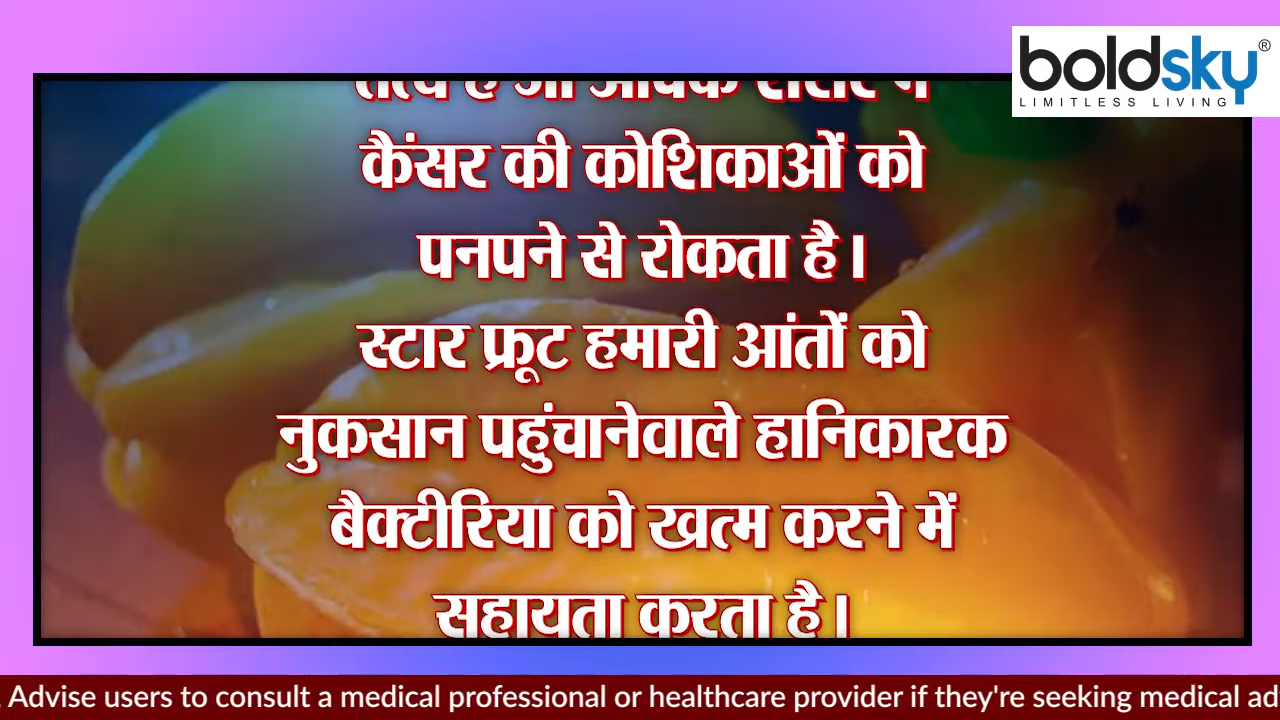 boldsky®
LIMITLESS LIVING
कैंसर की कोशिकाओं को
पनपने से रोकता है।
स्टार फ्रूट हमारी आंतों को
नुकसान पहुंचानेवाले हानिकारक
बैक्टीरिया को खत्म करने में
सहायता करता है।
Advise users to consult a medical professional or healthcare provider if they're seeking medical ad